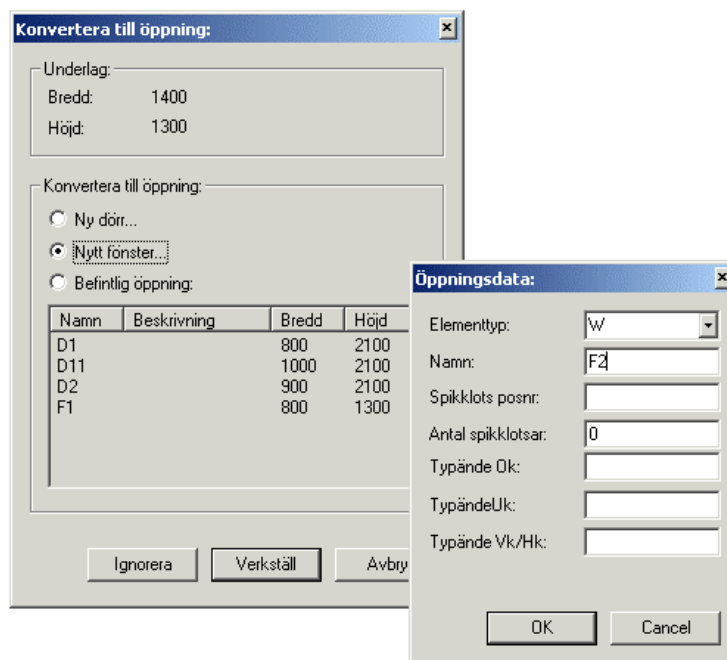 Konvertera till öppning:
Underlag:
Bredd: 1400
Höjd: 1300
Konvertera till öppning:
Ny dörr...
Nytt fönster...
Befintlig öppning:
Namn Beskrivning Bredd Höjd
D1 800 2100
D11 1000 2100
D2 900 2100
F1 800 1300
Ignorera Verkställ Avbry
Öppningsdata:
Elementtyp: W
Namn: F2
Spikklots posnr:
Antal spikklotsar: 0
Typände Ok:
TypändeUk:
Typände Vk/Hk:
OK Cancel